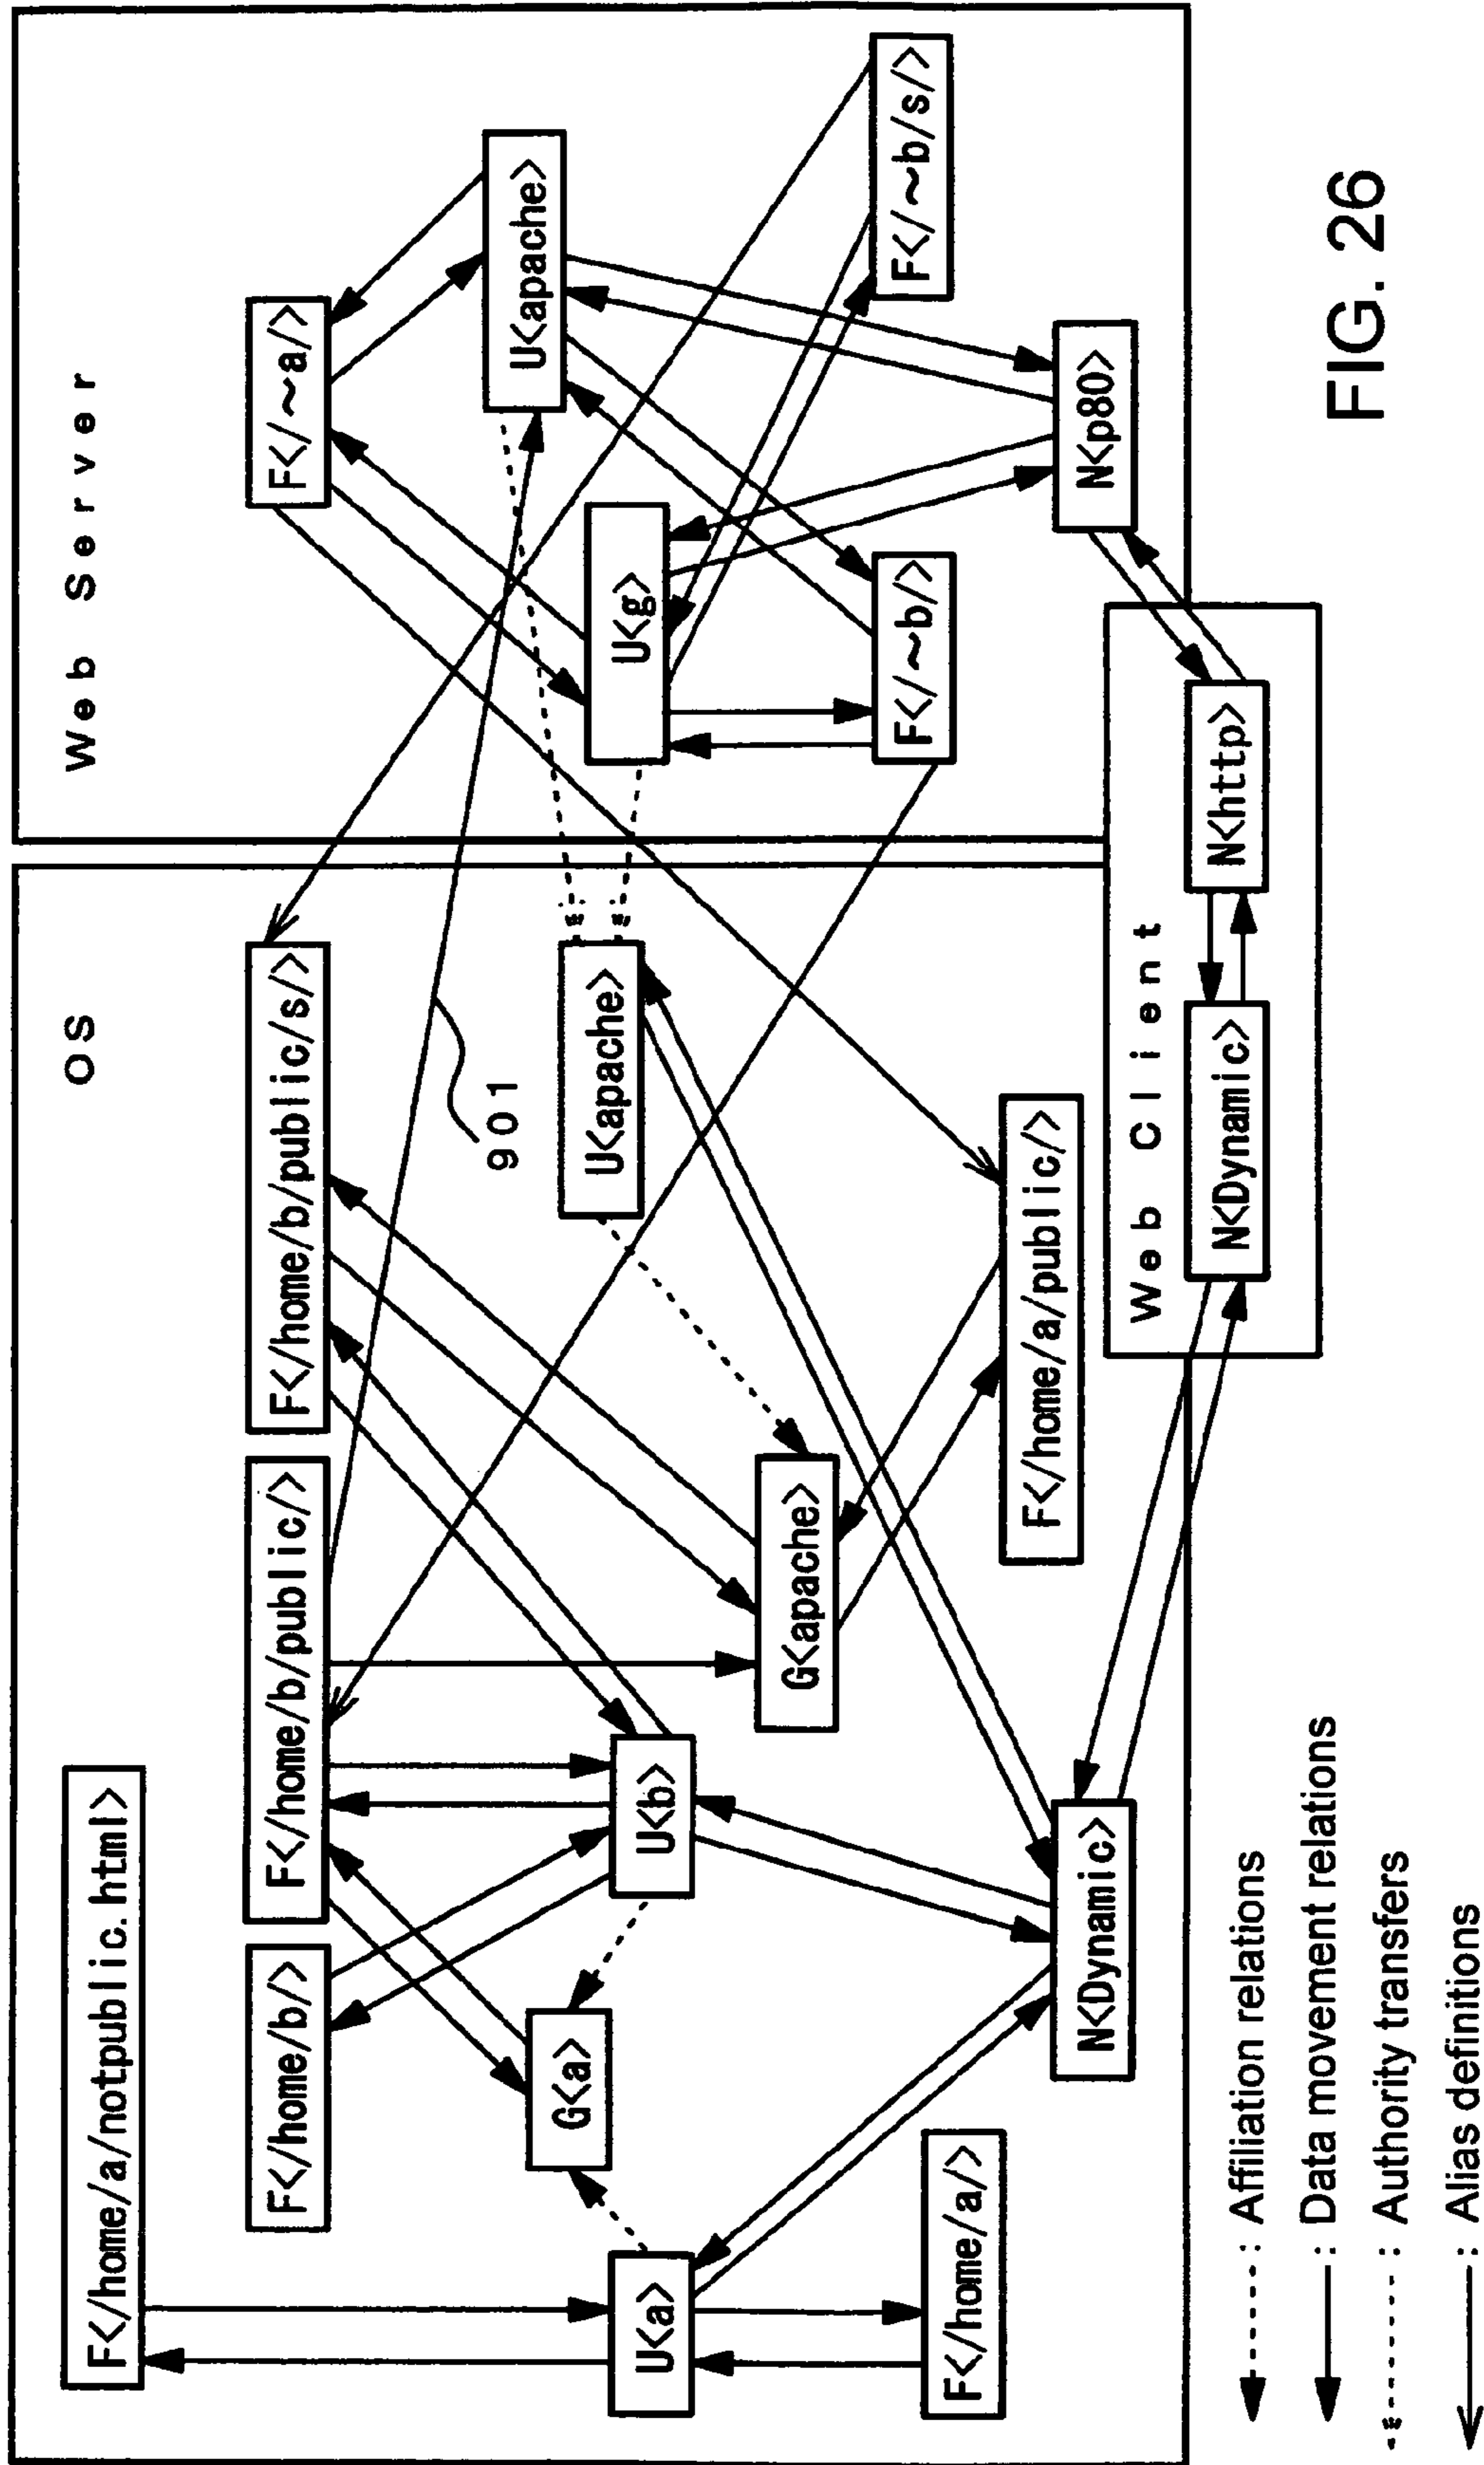 OS
F</home/a/notpublic.html>
F</home/b/>
F</home/b/public/>
F</home/b/public/s/>
U<a>
G<a>
U<b>
U<apache>
G<apache>
901
F</home/a/>
N<Dynamic>
F</home/a/public/>
Web Server
F</~a/>
U<apache>
U<g>
F</~b/>
F</~b/s/>
N<p80>
Web Client
N<Dynamic>
N<http>
: Affiliation relations
: Data movement relations
: Authority transfers
: Alias definitions
FIG. 26